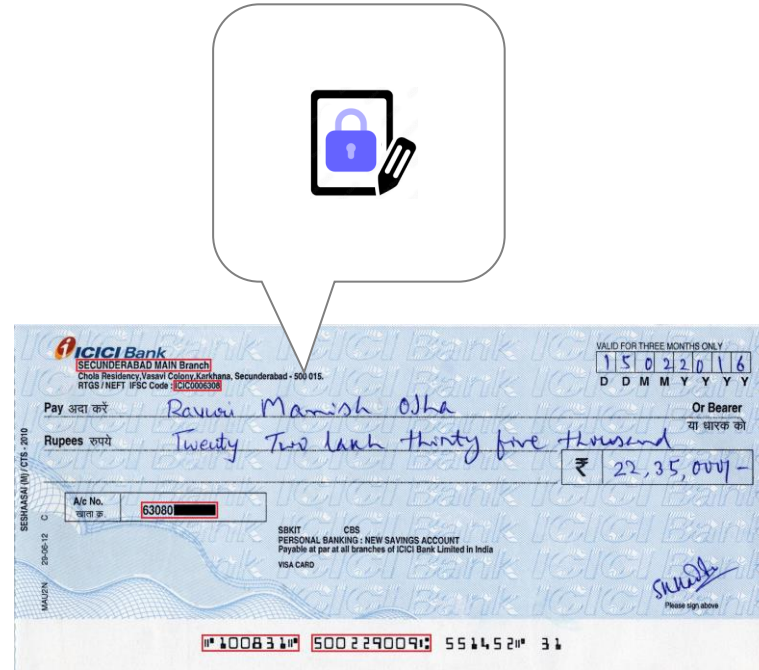 ICICI Bank
SECUNDERABAD MAIN Branch
Chola Residency,Vasavi Colony,Karkhana, Secunderabad - 500 015.
RTGS / NEFT IFSC Code : ICIC0006308
VALID FOR THREE MONTHS ONLY
1 5 0 2 2 0 1 6
D D M M Y Y Y Y
Pay अदा करें Ravuri Manish OJha Or Bearer
या धारक को
Rupees रुपये Twenty Two lakh thirty five thousand
₹ 22,35,000/-
A/c No. 63080
खाता क्र.
SBKIT CBS
PERSONAL BANKING : NEW SAVINGS ACCOUNT
Payable at par at all branches of ICICI Bank Limited in India
VISA CARD
Please sign above
SESHAASAI (M) / CTS - 2010
MAU2N 29-06-12 C
⑈100831⑈ 500229009⑆ 551452⑈ 31